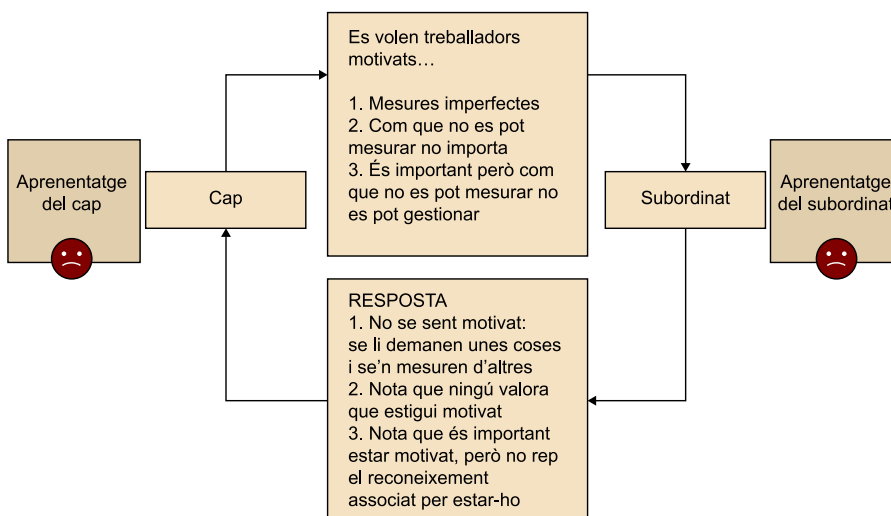 Es volen treballadors
motivats…
1. Mesures imperfectes
2. Com que no es pot
mesurar no importa
3. És important però com
que no es pot mesurar no
es pot gestionar
Aprenentatge
del cap
Cap
Subordinat
Aprenentatge
del subordinat
RESPOSTA
1. No se sent motivat:
se li demanen unes coses
i se’n mesuren d’altres
2. Nota que ningú valora
que estigui motivat
3. Nota que és important
estar motivat, però no rep
el reconeixement
associat per estar-ho